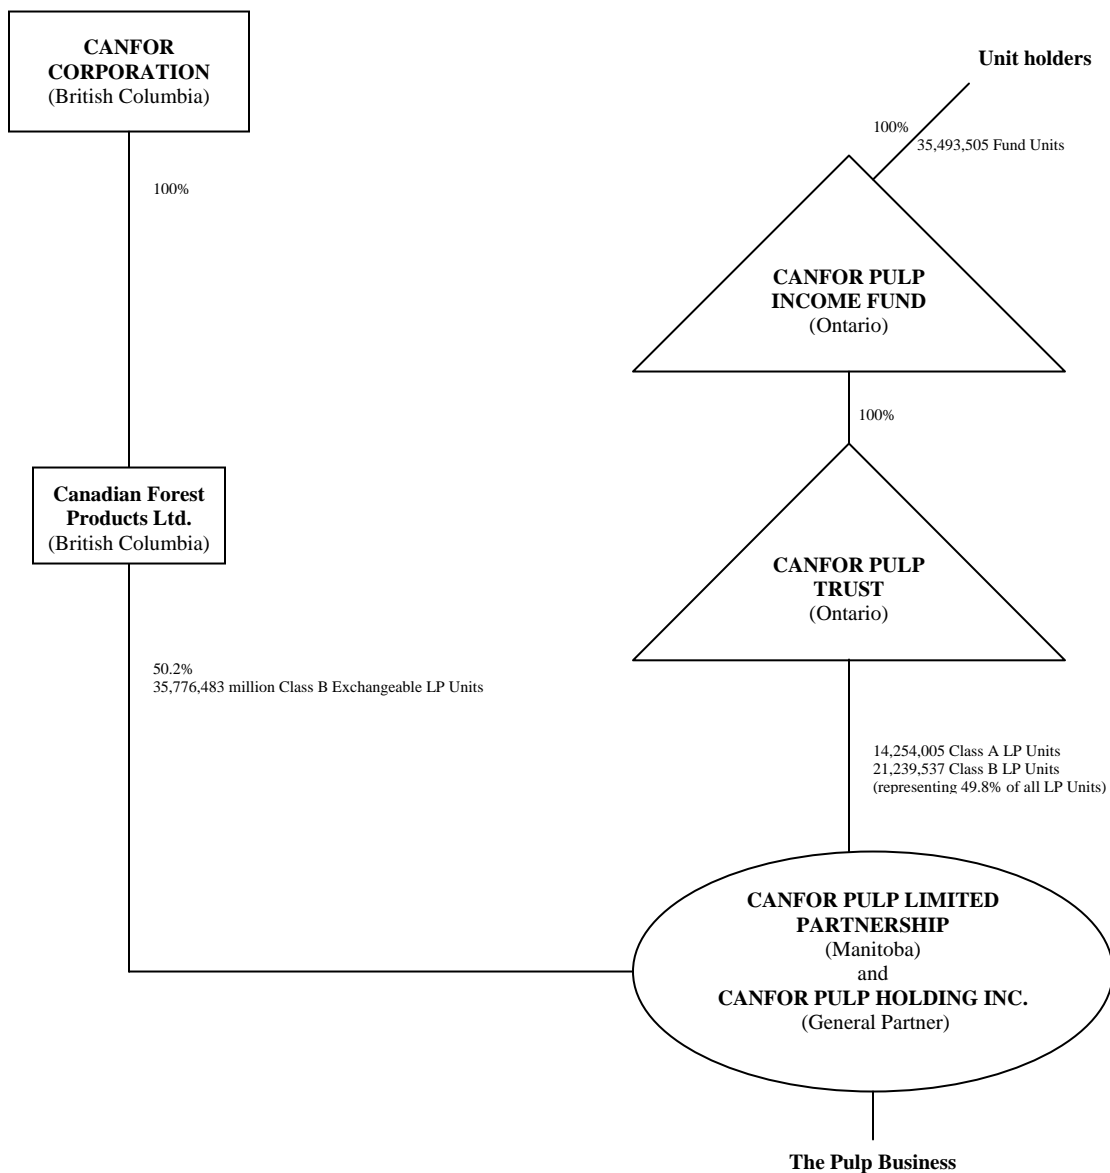 CANFOR
CORPORATION
(British Columbia)
Unit holders
100%
35,493,505 Fund Units
100%
CANFOR PULP
INCOME FUND
(Ontario)
100%
Canadian Forest
Products Ltd.
(British Columbia)
CANFOR PULP
TRUST
(Ontario)
50.2%
35,776,483 million Class B Exchangeable LP Units
14,254,005 Class A LP Units
21,239,537 Class B LP Units
(representing 49.8% of all LP Units)
CANFOR PULP LIMITED
PARTNERSHIP
(Manitoba)
and
CANFOR PULP HOLDING INC.
(General Partner)
The Pulp Business